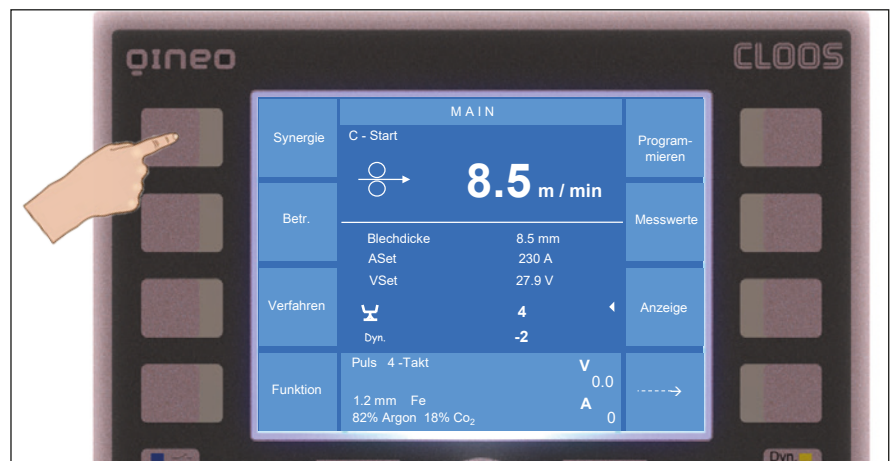 QINEO
CLOOS
MAIN
Synergie
C - Start
Program-
mieren
8.5 m / min
Betr.
Messwerte
Blechdicke 8.5 mm
ASet 230 A
VSet 27.9 V
Verfahren
4
Anzeige
Dyn. -2
Puls 4 -Takt
V
0.0
Funktion
1.2 mm Fe
A
82% Argon 18% Co₂
0
Dyn.